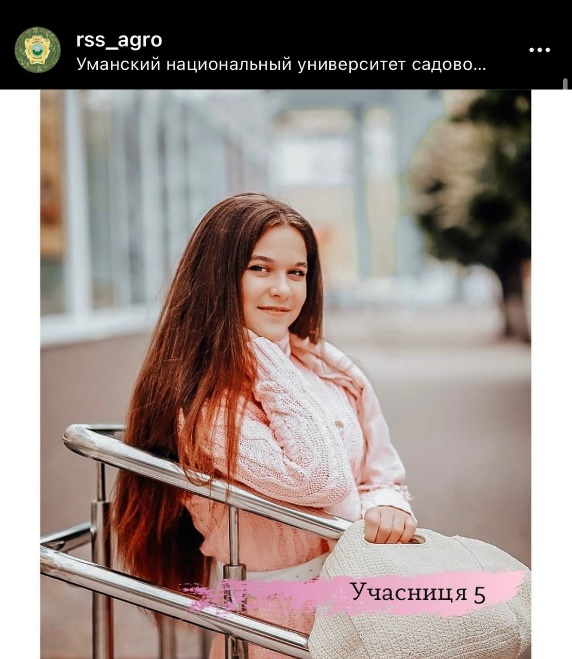 rss_agro
Уманский национальный университет садово...
Учасниця 5